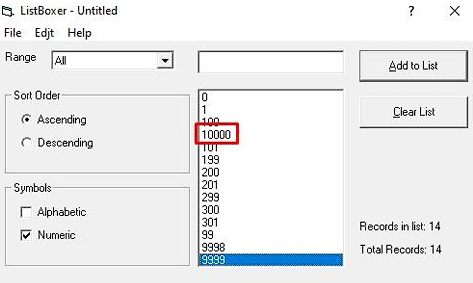 ListBoxer - Untitled
File Edjt Help
Range All
Add to List
Sort Order
Ascending
Descending
0
1
100
10000
101
199
200
201
299
300
301
99
9998
9999
Clear List
Symbols
Alphabetic
Numeric
Records in list: 14
Total Records: 14